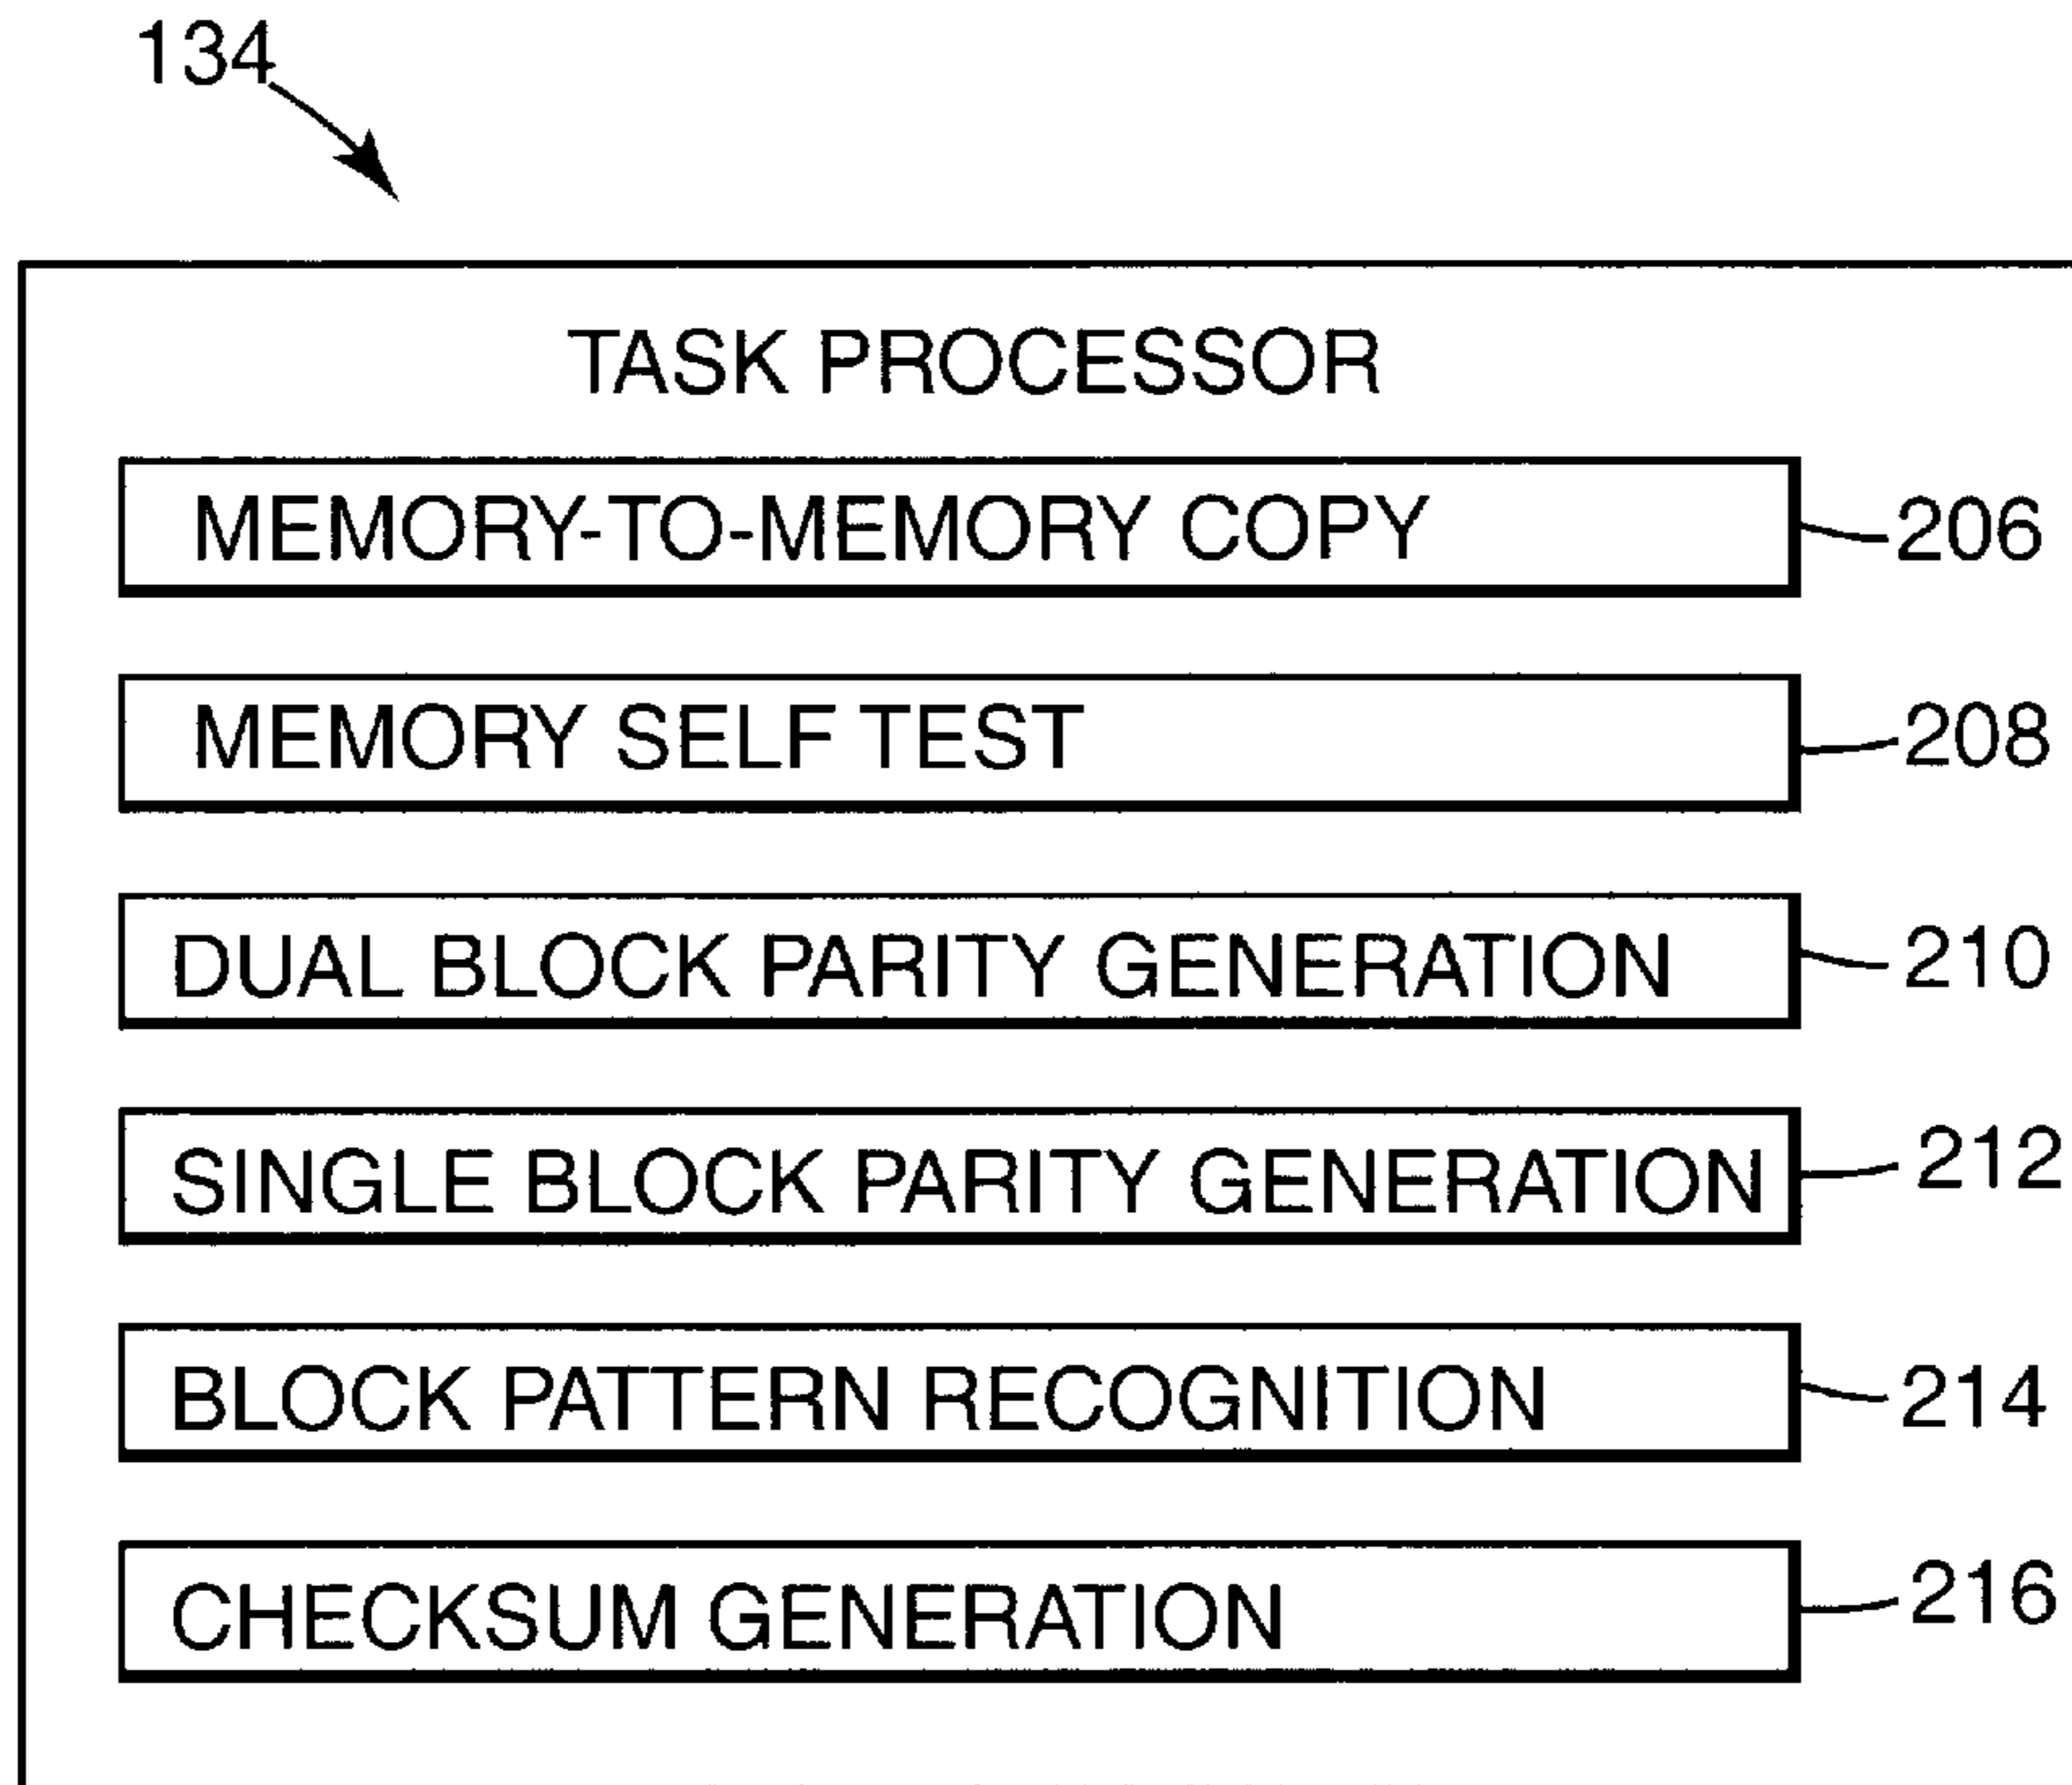 134
TASK PROCESSOR
MEMORY-TO-MEMORY COPY 206
MEMORY SELF TEST 208
DUAL BLOCK PARITY GENERATION 210
SINGLE BLOCK PARITY GENERATION 212
BLOCK PATTERN RECOGNITION 214
CHECKSUM GENERATION 216